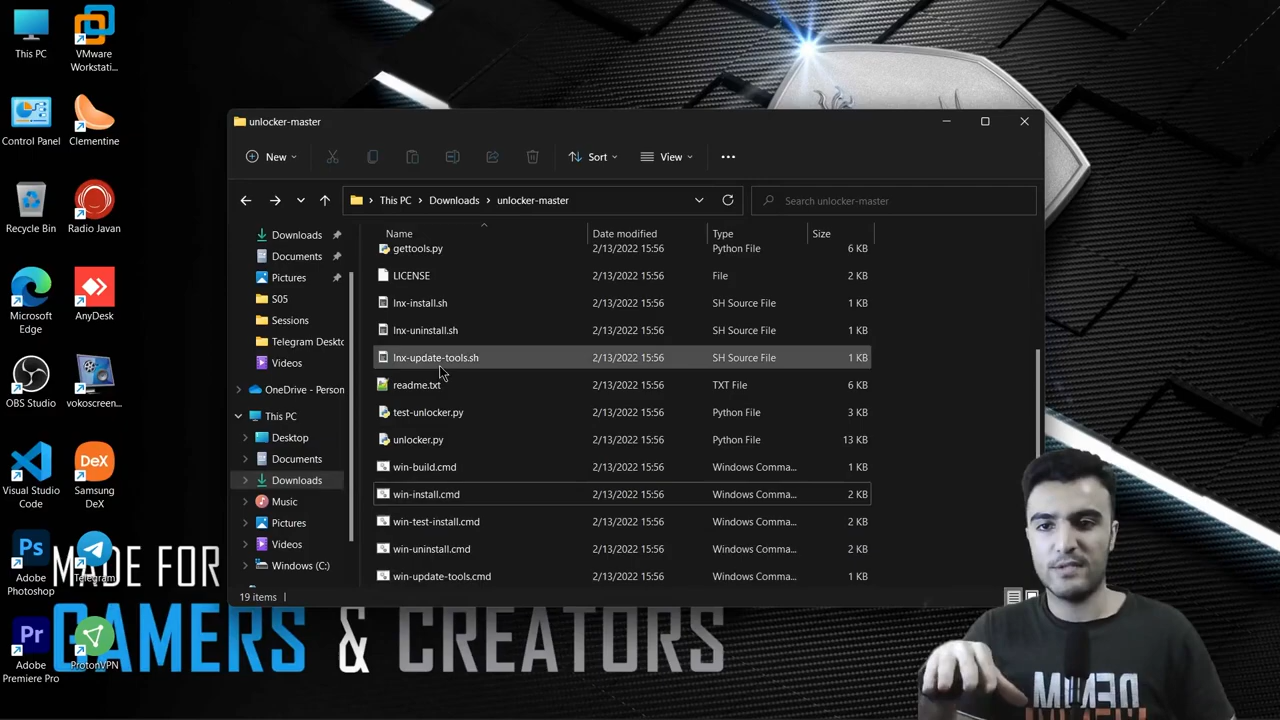 This PC
VMware
Workstati...
Control Panel
Clementine
Recycle Bin
Radio Javan
Microsoft
Edge
AnyDesk
OBS Studio
vokoscreen...
Visual Studio
Code
Samsung
DeX
DeX
Ps
Adobe
Photoshop
Telegram
Pr
Adobe
Premiere Pro
ProtonVPN
MADE FOR
GAMERS & CREATORS
unlocker-master
New
Sort
View
This PC > Downloads > unlocker-master
Search unlocker-master
Downloads
Documents
Pictures
S05
Sessions
Telegram Deskto
Videos
OneDrive - Person
This PC
Desktop
Documents
Downloads
Music
Pictures
Videos
Windows (C:)
Name Date modified Type Size
gettools.py 2/13/2022 15:56 Python File 6 KB
LICENSE 2/13/2022 15:56 File 2 KB
lnx-install.sh 2/13/2022 15:56 SH Source File 1 KB
lnx-uninstall.sh 2/13/2022 15:56 SH Source File 1 KB
lnx-update-tools.sh 2/13/2022 15:56 SH Source File 1 KB
readme.txt 2/13/2022 15:56 TXT File 6 KB
test-unlocker.py 2/13/2022 15:56 Python File 3 KB
unlocker.py 2/13/2022 15:56 Python File 13 KB
win-build.cmd 2/13/2022 15:56 Windows Comma... 1 KB
win-install.cmd 2/13/2022 15:56 Windows Comma... 2 KB
win-test-install.cmd 2/13/2022 15:56 Windows Comma... 2 KB
win-uninstall.cmd 2/13/2022 15:56 Windows Comma... 2 KB
win-update-tools.cmd 2/13/2022 15:56 Windows Comma... 1 KB
19 items